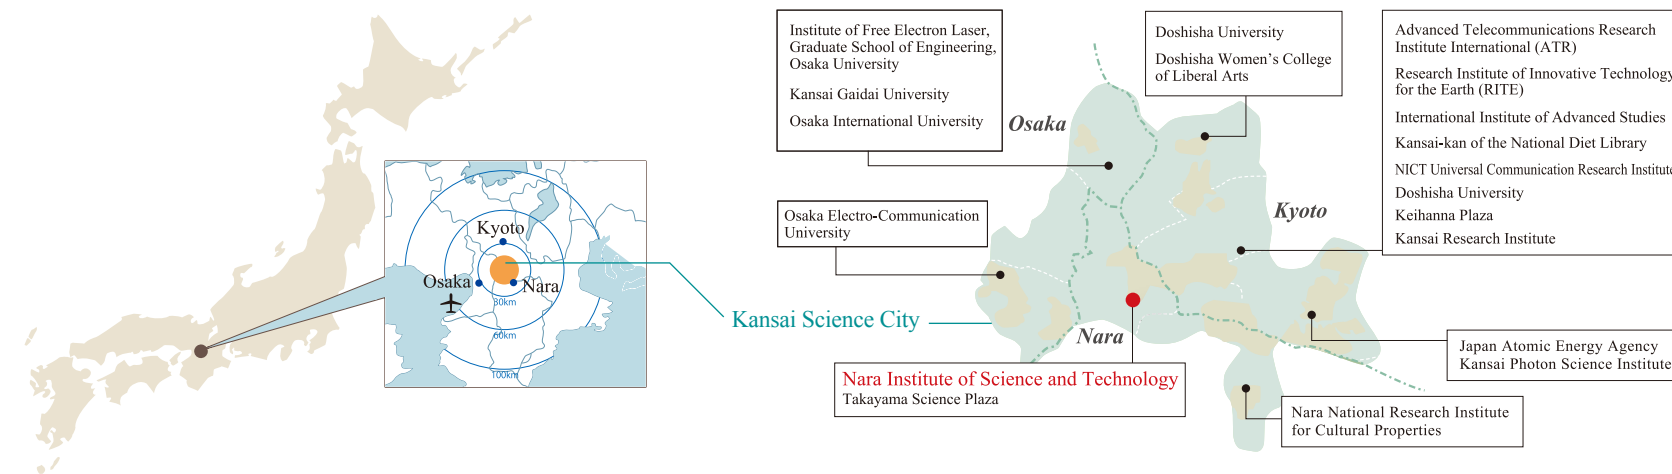 Kyoto
Osaka
Nara
30km
60km
100km
Kansai Science City
Institute of Free Electron Laser,
Graduate School of Engineering,
Osaka University
Kansai Gaidai University
Osaka International University
Osaka
Doshisha University
Doshisha Women's College
of Liberal Arts
Advanced Telecommunications Research
Institute International (ATR)
Research Institute of Innovative Technology
for the Earth (RITE)
International Institute of Advanced Studies
Kansai-kan of the National Diet Library
NICT Universal Communication Research Institute
Doshisha University
Keihanna Plaza
Kansai Research Institute
Kyoto
Osaka Electro-Communication
University
Nara
Nara Institute of Science and Technology
Takayama Science Plaza
Japan Atomic Energy Agency
Kansai Photon Science Institute
Nara National Research Institute
for Cultural Properties